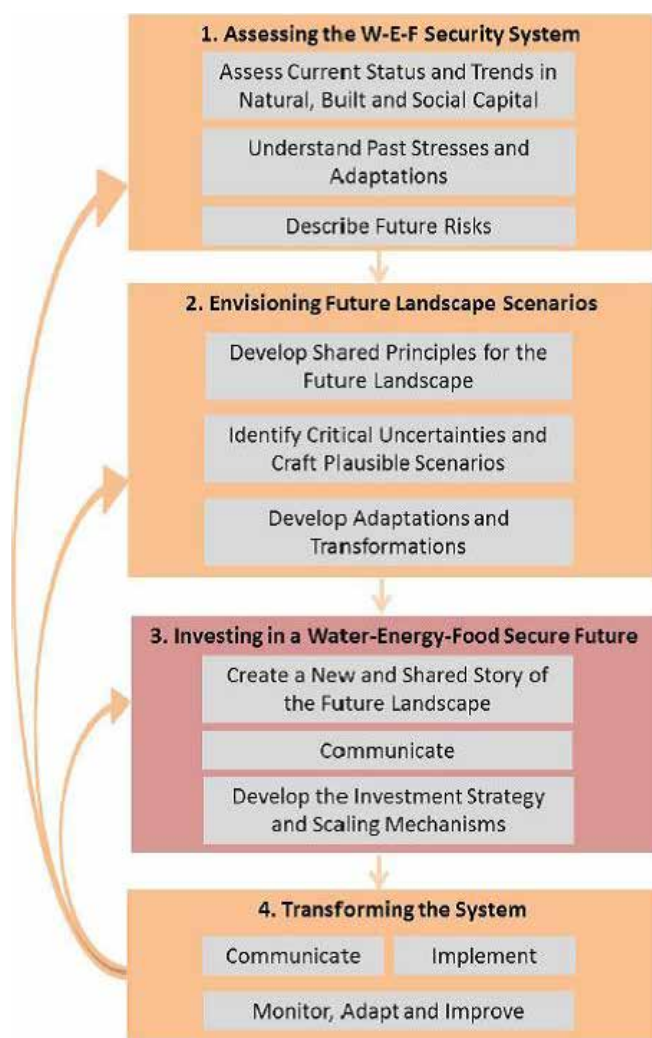 1. Assessing the W-E-F Security System
Assess Current Status and Trends in
Natural, Built and Social Capital
Understand Past Stresses and
Adaptations
Describe Future Risks
2. Envisioning Future Landscape Scenarios
Develop Shared Principles for the
Future Landscape
Identify Critical Uncertainties and
Craft Plausible Scenarios
Develop Adaptations and
Transformations
3. Investing in a Water-Energy-Food Secure Future
Create a New and Shared Story of
the Future Landscape
Communicate
Develop the Investment Strategy
and Scaling Mechanisms
4. Transforming the System
Communicate
Implement
Monitor, Adapt and Improve